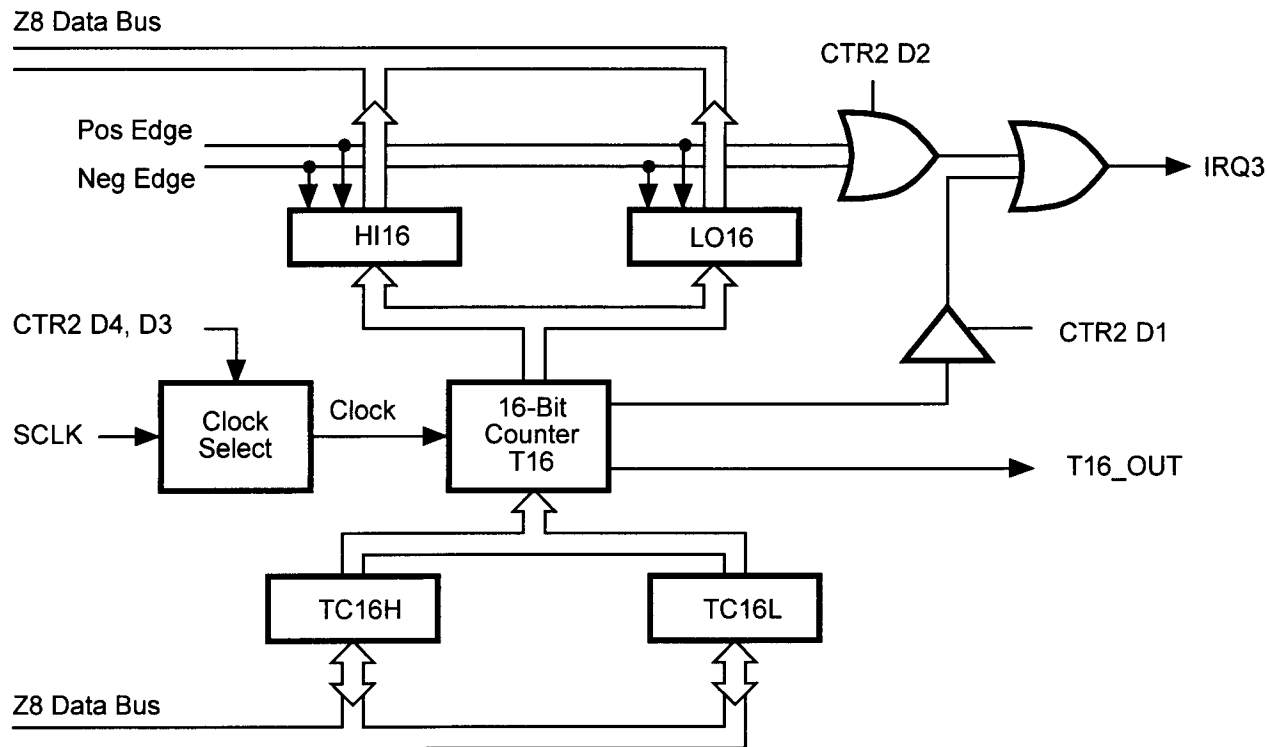 Z8 Data Bus
CTR2 D2
Pos Edge
Neg Edge
IRQ3
HI16
LO16
CTR2 D4, D3
CTR2 D1
SCLK
Clock
Select
Clock
16-Bit
Counter
T16
T16_OUT
TC16H
TC16L
Z8 Data Bus